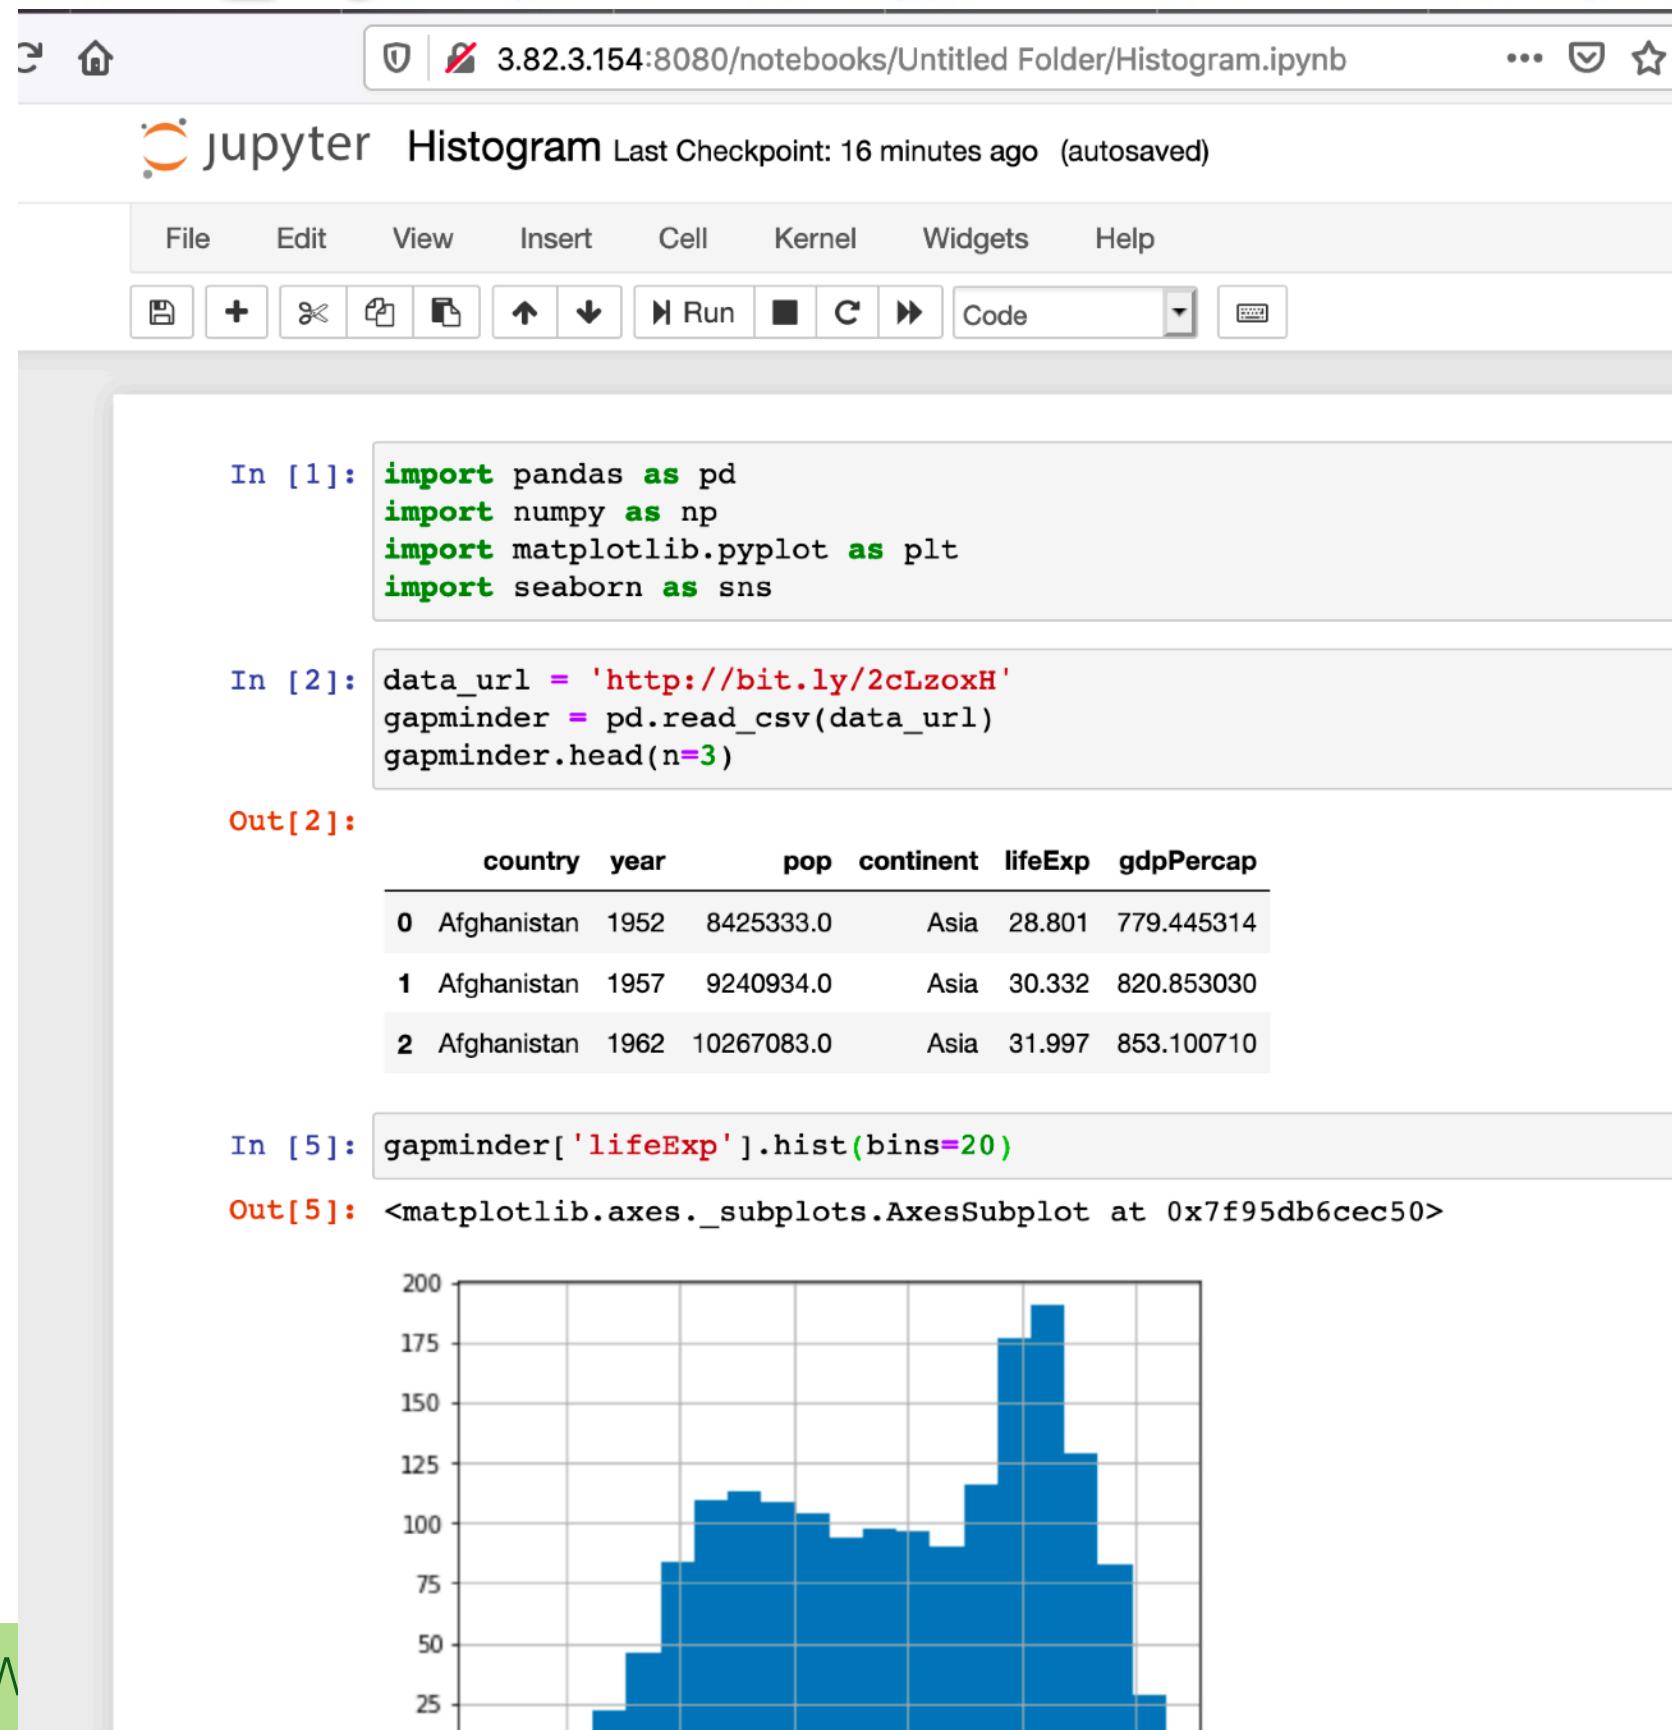 3.82.3.154:8080/notebooks/Untitled Folder/Histogram.ipynb
jupyter Histogram Last Checkpoint: 16 minutes ago (autosaved)
File Edit View Insert Cell Kernel Widgets Help
Run Code
In [1]: import pandas as pd
import numpy as np
import matplotlib.pyplot as plt
import seaborn as sns
In [2]: data_url = 'http://bit.ly/2cLzoxH'
gapminder = pd.read_csv(data_url)
gapminder.head(n=3)
Out[2]:
country year pop continent lifeExp gdpPercap
0 Afghanistan 1952 8425333.0 Asia 28.801 779.445314
1 Afghanistan 1957 9240934.0 Asia 30.332 820.853030
2 Afghanistan 1962 10267083.0 Asia 31.997 853.100710
In [5]: gapminder['lifeExp'].hist(bins=20)
Out[5]: <matplotlib.axes._subplots.AxesSubplot at 0x7f95db6cec50>
200
175
150
125
100
75
50
25